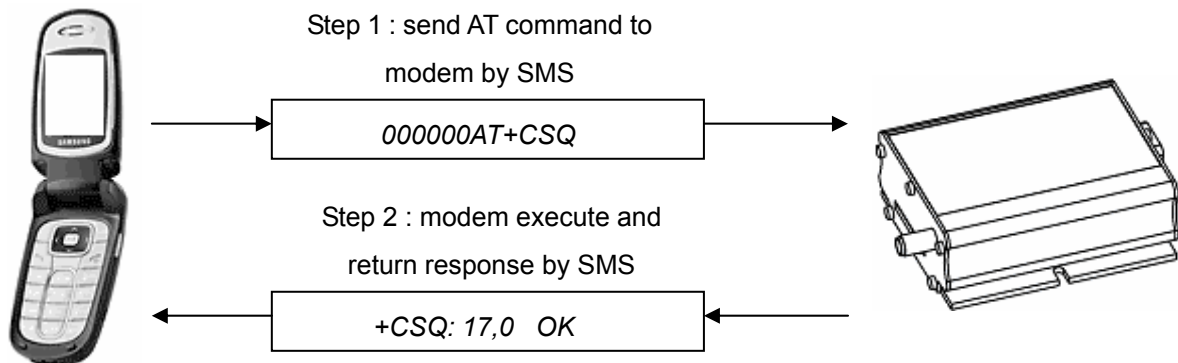 Step 1 : send AT command to
modem by SMS
000000AT+CSQ
Step 2 : modem execute and
return response by SMS
+CSQ: 17,0 OK
SAMSUNG